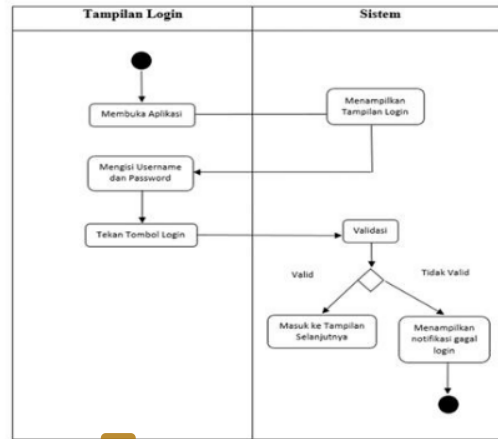 Tampilan Login
Sistem
Membuka Aplikasi
Menampilkan
Tampilan Login
Mengisi Username
dan Password
Tekan Tombol Login
Validasi
Valid
Tidak Valid
Masuk ke Tampilan
Selanjutnya
Menampilkan
notifikasi gagal
login